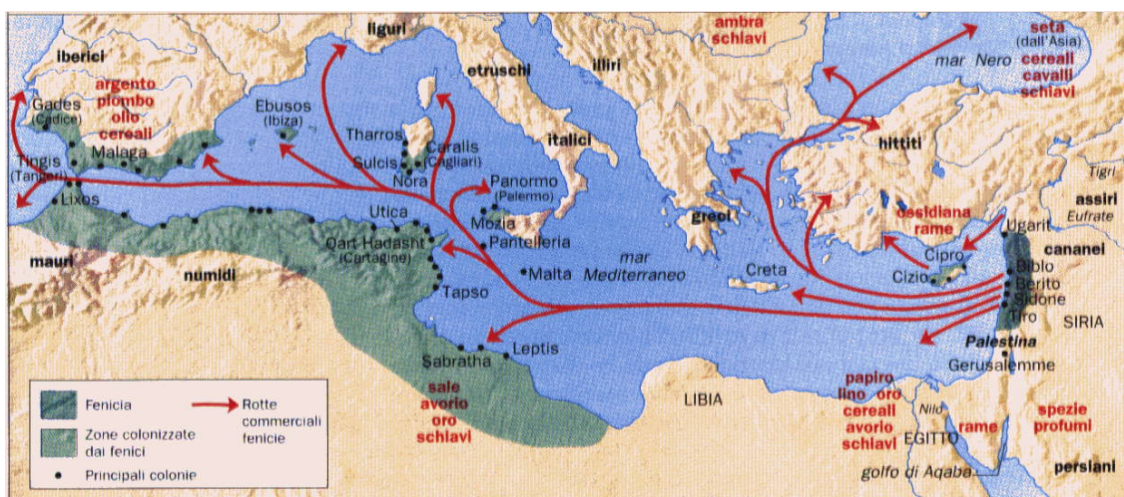 ambra
schiavi
liguri
iberici
etruschi
illiri
seta
(dall'Asia)
mar Nero
cereali
cavalli
schiavi
argento
piombo
olio
cereali
Gades
(Cadice)
Ebusos
(Ibiza)
Tharros
Caralis
(Cagliari)
Sulcis
Nora
italici
hittiti
Malaga
Tingis
(Tangeri)
Lixos
Panormo
(Palermo)
Mozia
Tigri
assiri
Eufrate
greci
ossidiana
rame
Ugarit
cananei
Utica
Qart-Hadasht
(Cartagine)
Pantelleria
Malta
mar
Mediterraneo
Creta
Cipro
Cizio
Biblo
Berito
Sidone
Tiro
SIRIA
mauri
numidi
Tapso
Sabratha
Leptis
Palestina
Gerusalemme
sale
avorio
oro
schiavi
LIBIA
papiro
lino oro
cereali
avorio
schiavi
Nilo
EGITTO
rame
spezie
profumi
golfo di Aqaba
persiani
Fenicia
Zone colonizzate
dai fenici
Principali colonie
Rotte
commerciali
fenicie